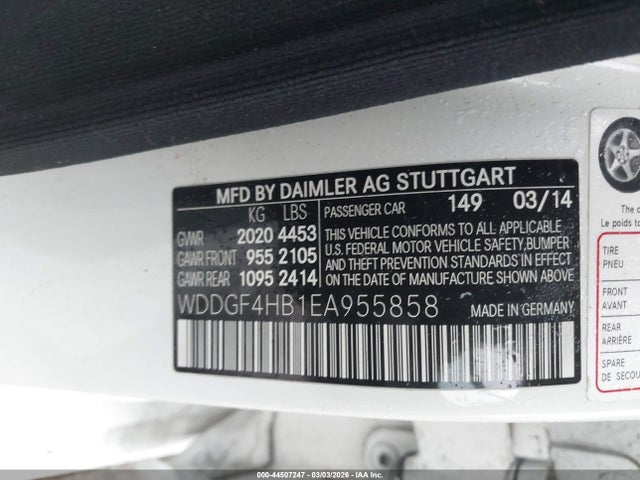 MFD BY DAIMLER AG STUTTGART
KG LBS
GVWR 2020 4453
GAWR FRONT 955 2105
GAWR REAR 1095 2414
PASSENGER CAR 149 03/14
THIS VEHICLE CONFORMS TO ALL APPLICABLE
U.S. FEDERAL MOTOR VEHICLE SAFETY, BUMPER
AND THEFT PREVENTION STANDARDS IN EFFECT
ON THE DATE OF MANUFACTURE SHOWN ABOVE
WDDGF4HB1EA955858
MADE IN GERMANY
The
Le poids
TIRE
PNEU
FRONT
AVANT
REAR
ARRIÈRE
SPARE
DE SECOU
000-44507247 - 03/03/2026 - IAAI, Inc.